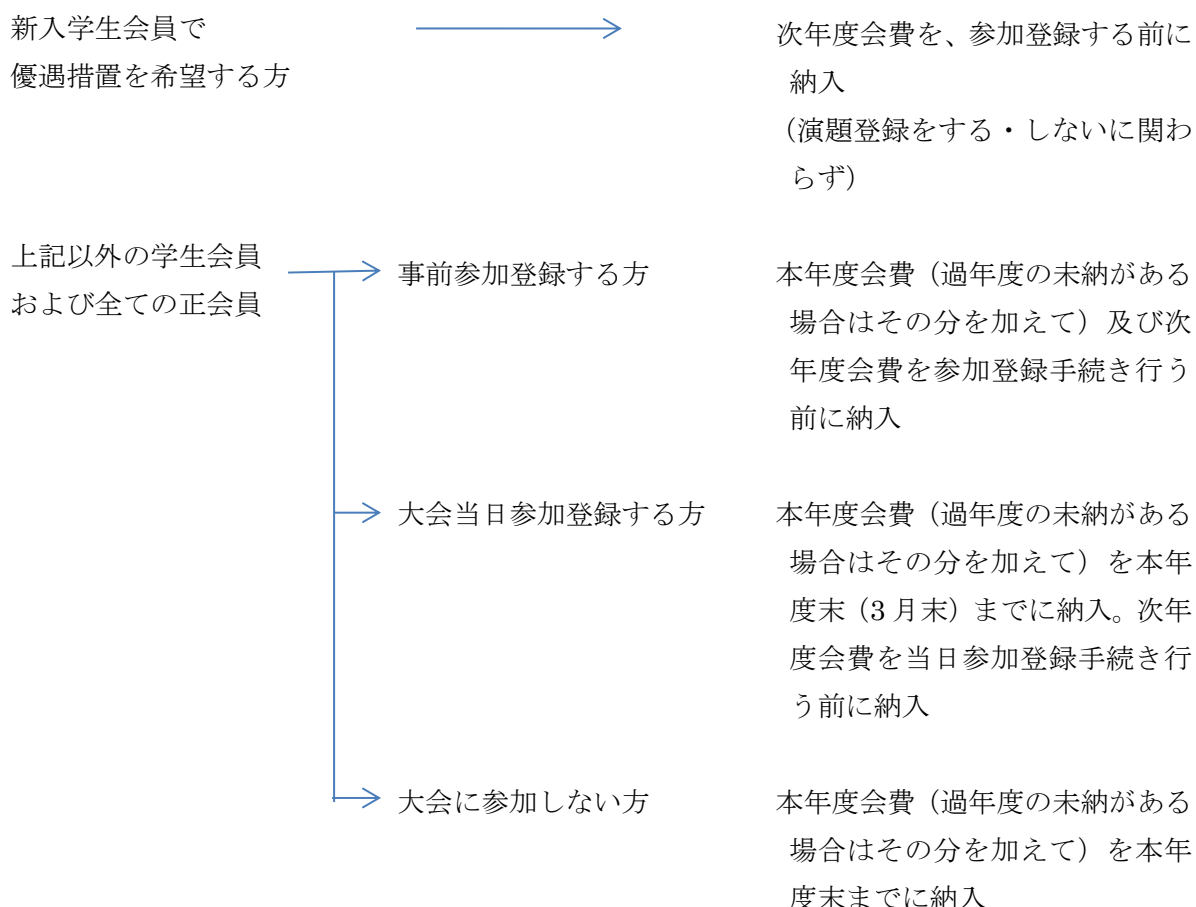 新入学生会員で
優遇措置を希望する方
次年度会費を、参加登録する前に
納入
（演題登録をする・しないに関わ
らず）
上記以外の学生会員
および全ての正会員
事前参加登録する方
本年度会費（過年度の未納がある
場合はその分を加えて）及び次
年度会費を参加登録手続き行う
前に納入
大会当日参加登録する方
本年度会費（過年度の未納がある
場合はその分を加えて）を本年
度末（3 月末）までに納入。次年
度会費を当日参加登録手続き行
う前に納入
大会に参加しない方
本年度会費（過年度の未納がある
場合はその分を加えて）を本年
度末までに納入